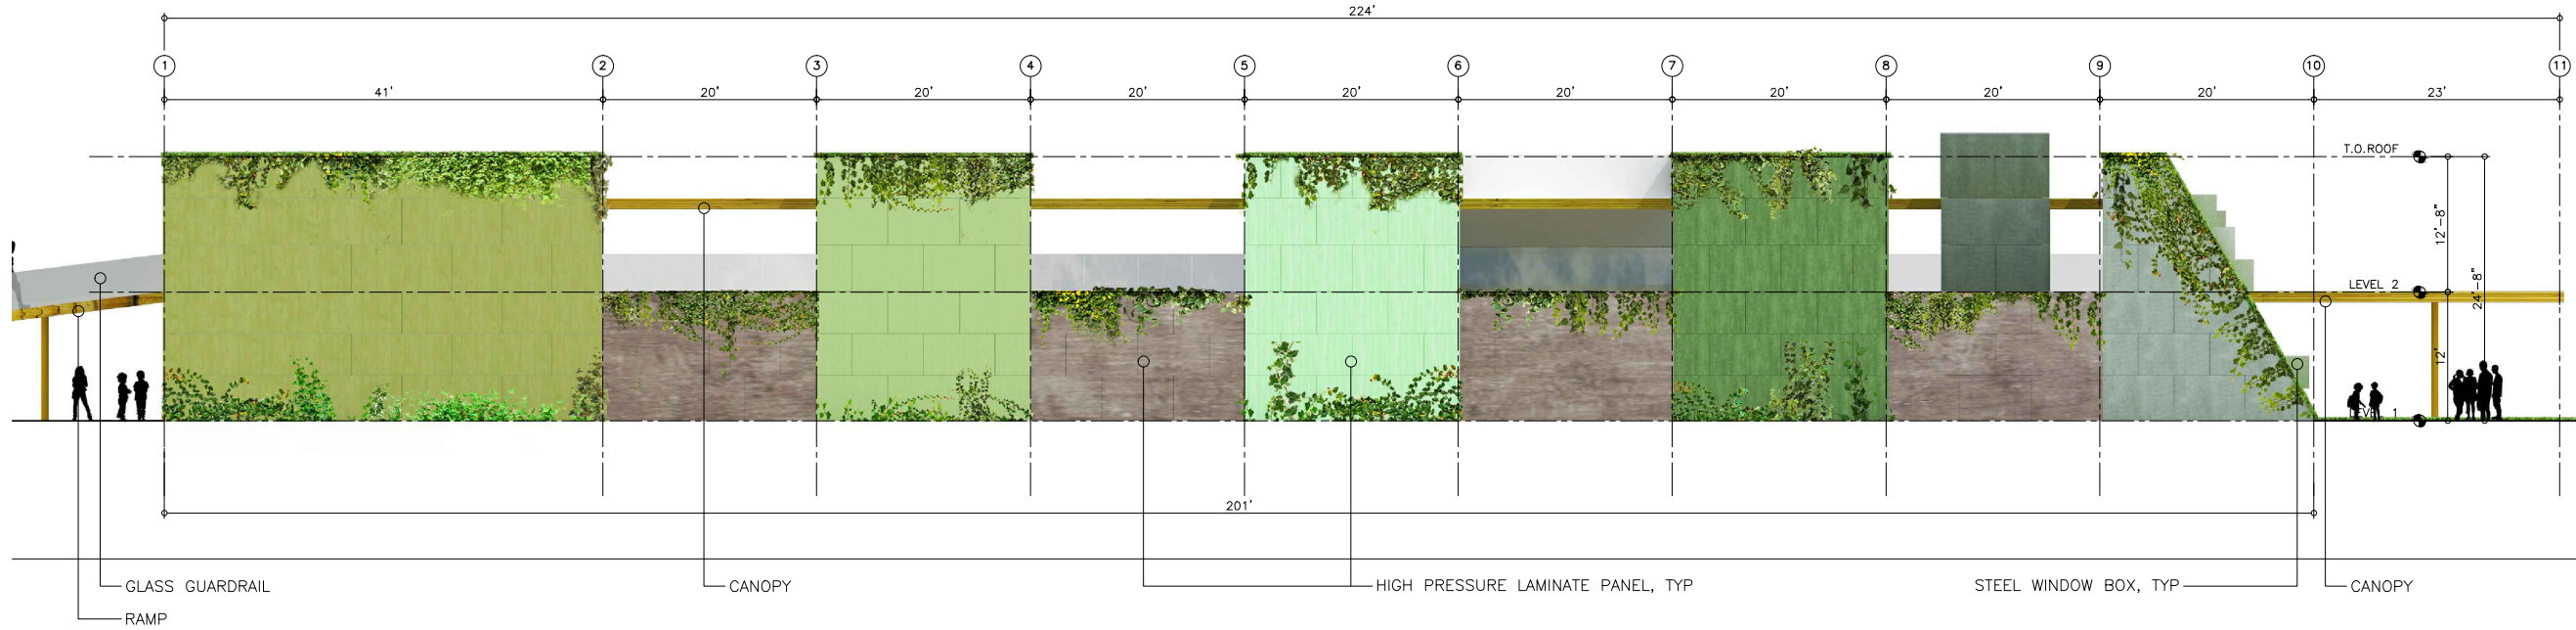 224'
1
2
3
4
5
6
7
8
9
10
11
41'
20'
20'
20'
20'
20'
20'
20'
20'
23'
T.O.ROOF
12'-8"
LEVEL 2
24'-8"
12'
LEVEL 1
201'
GLASS GUARDRAIL
CANOPY
HIGH PRESSURE LAMINATE PANEL, TYP
STEEL WINDOW BOX, TYP
CANOPY
RAMP